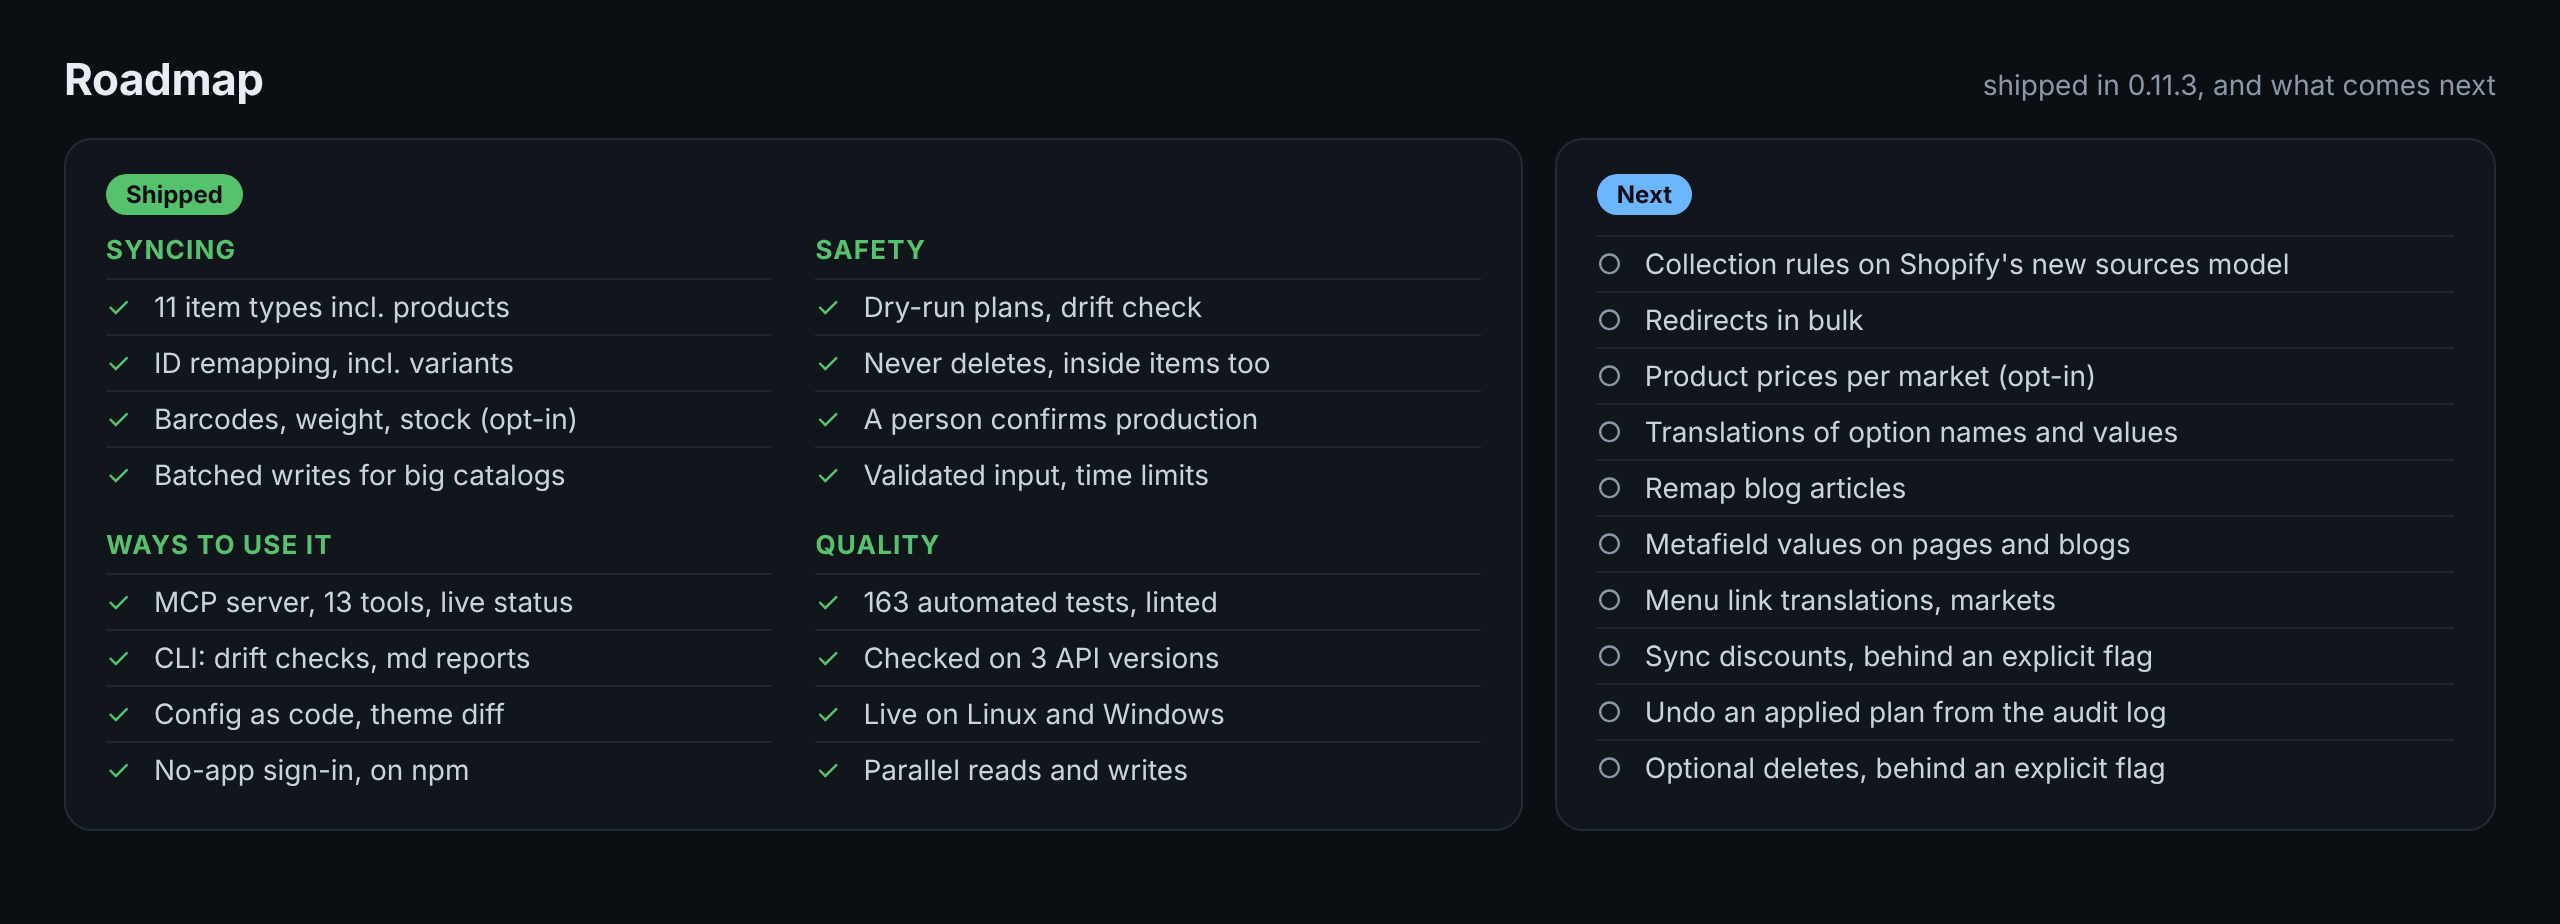 Roadmap
shipped in 0.11.3, and what comes next
Shipped
SYNCING
11 item types incl. products
ID remapping, incl. variants
Barcodes, weight, stock (opt-in)
Batched writes for big catalogs
SAFETY
Dry-run plans, drift check
Never deletes, inside items too
A person confirms production
Validated input, time limits
WAYS TO USE IT
MCP server, 13 tools, live status
CLI: drift checks, md reports
Config as code, theme diff
No-app sign-in, on npm
QUALITY
163 automated tests, linted
Checked on 3 API versions
Live on Linux and Windows
Parallel reads and writes
Next
Collection rules on Shopify's new sources model
Redirects in bulk
Product prices per market (opt-in)
Translations of option names and values
Remap blog articles
Metafield values on pages and blogs
Menu link translations, markets
Sync discounts, behind an explicit flag
Undo an applied plan from the audit log
Optional deletes, behind an explicit flag